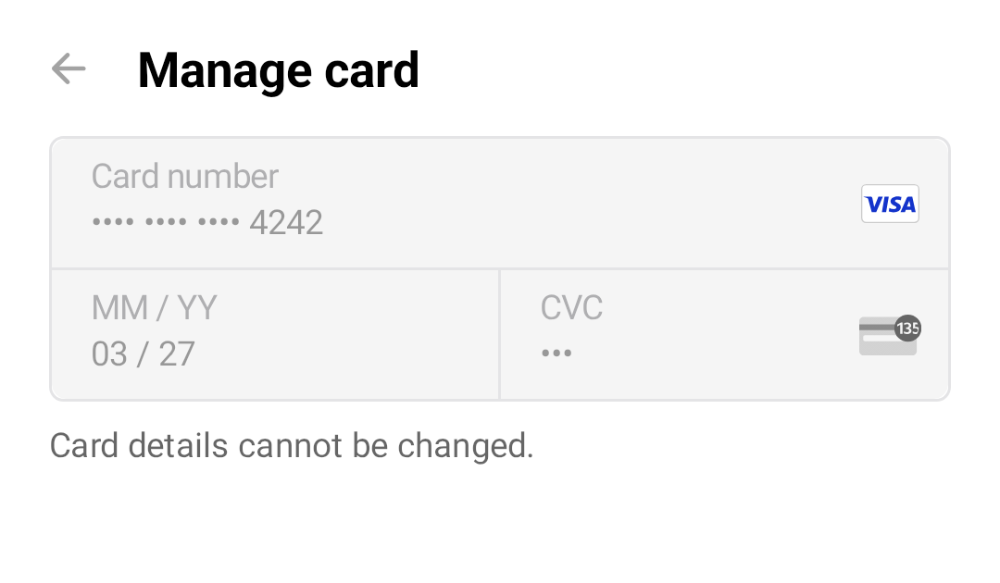 Manage card
Card number
•••• •••• •••• 4242
VISA
MM / YY
03 / 27
CVC
•••
135
Card details cannot be changed.